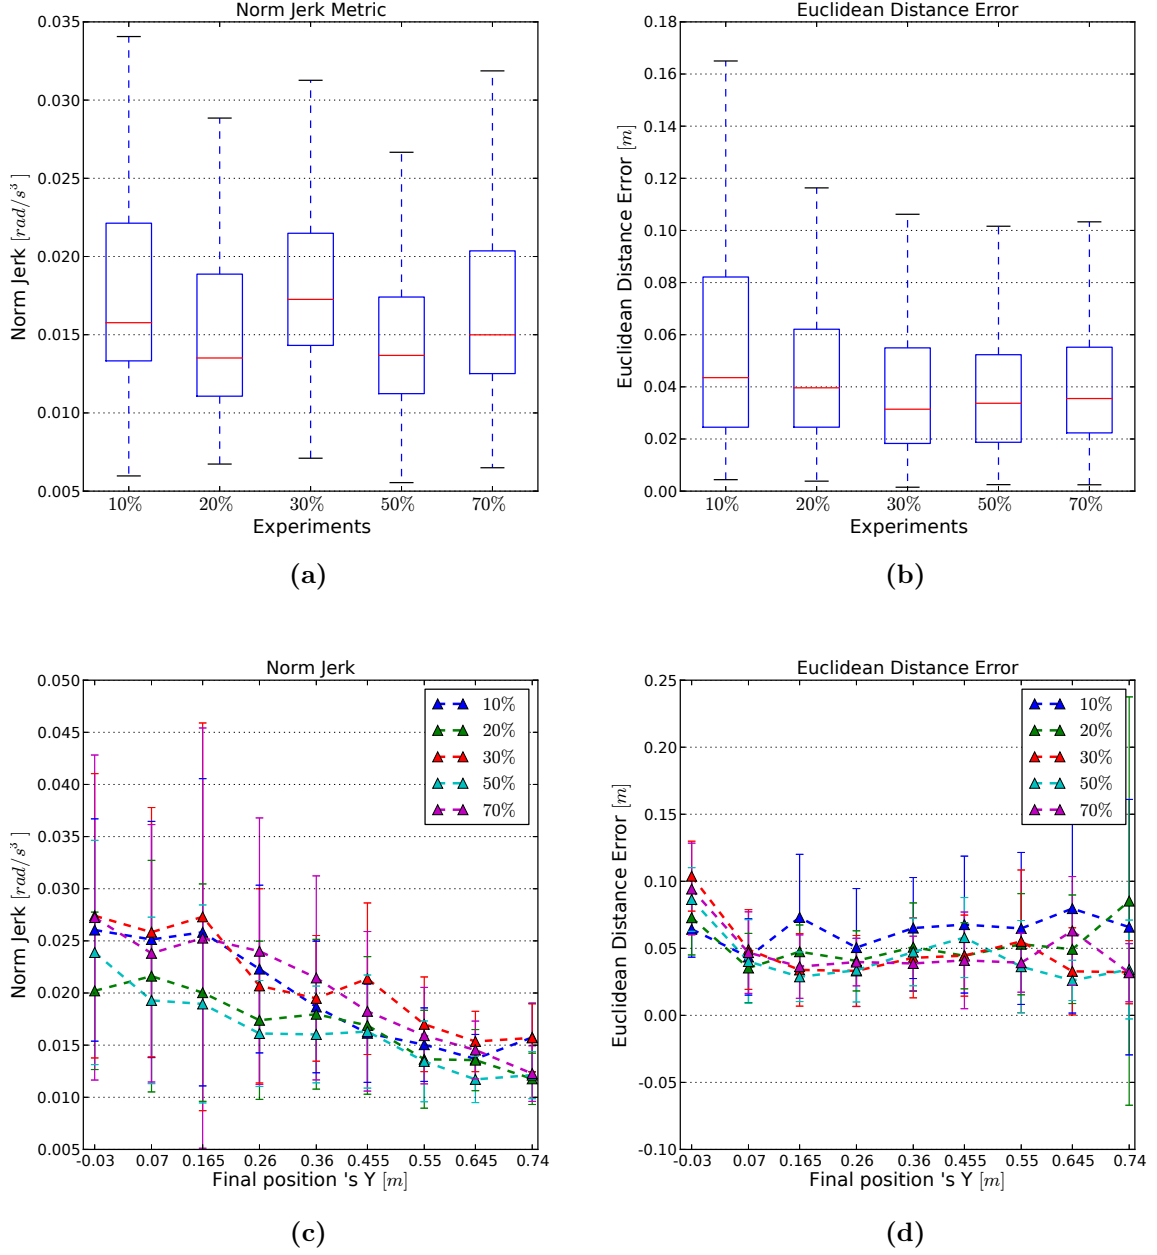 Norm Jerk Metric
0.035
0.030
0.025
0.020
0.015
0.010
0.005
Norm Jerk [rad/s³]
10% 20% 30% 50% 70%
Experiments
(a)
Euclidean Distance Error
0.18
0.16
0.14
0.12
0.10
0.08
0.06
0.04
0.02
0.00
Euclidean Distance Error [m]
10% 20% 30% 50% 70%
Experiments
(b)
Norm Jerk
0.050
0.045
0.040
0.035
0.030
0.025
0.020
0.015
0.010
0.005
Norm Jerk [rad/s³]
10%
20%
30%
50%
70%
-0.03 0.07 0.165 0.26 0.36 0.455 0.55 0.645 0.74
Final position 's Y [m]
(c)
Euclidean Distance Error
0.25
0.20
0.15
0.10
0.05
0.00
-0.05
-0.10
Euclidean Distance Error [m]
10%
20%
30%
50%
70%
-0.03 0.07 0.165 0.26 0.36 0.455 0.55 0.645 0.74
Final position 's Y [m]
(d)